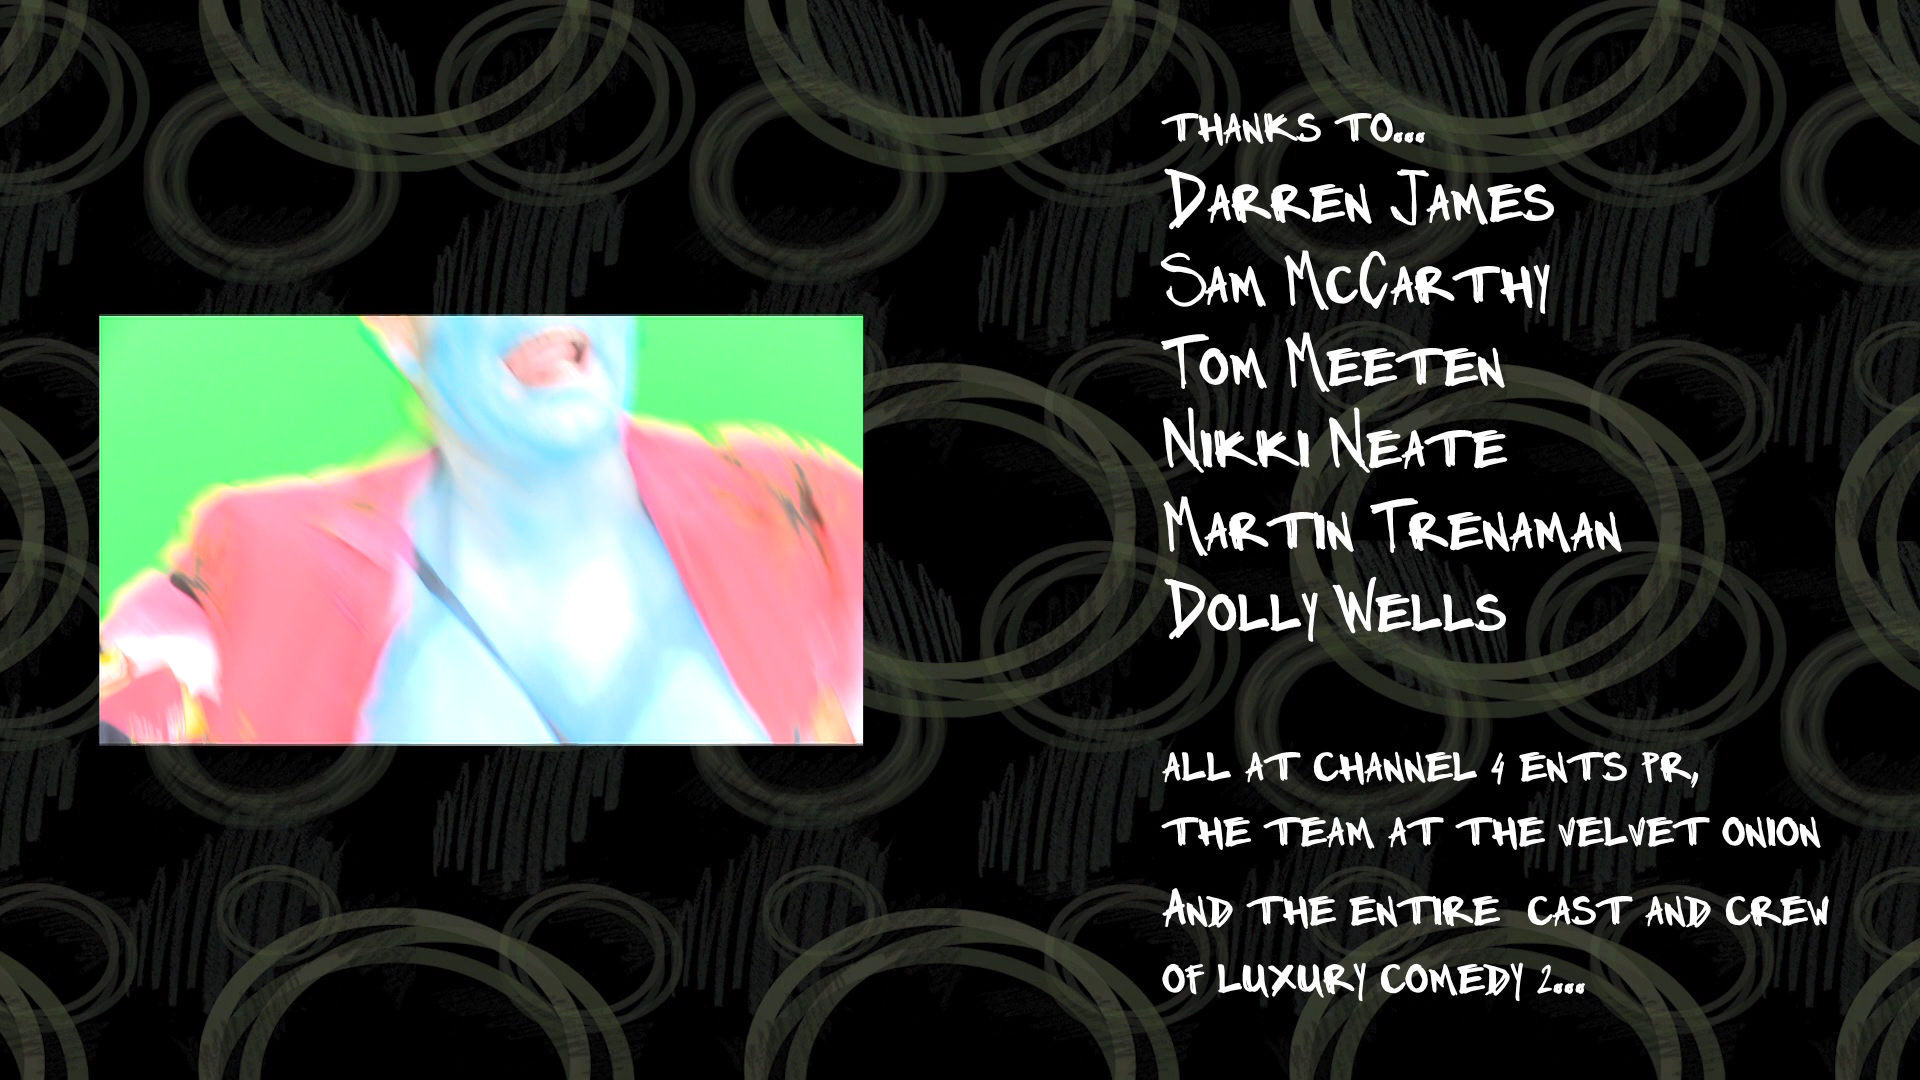 THANKS TO...
DARREN JAMES
SAM MCCARTHY
TOM MEETEN
NIKKI NEATE
MARTIN TRENAMAN
DOLLY WELLS
ALL AT CHANNEL 4 ENTS PR,
THE TEAM AT THE VELVET ONION
AND THE ENTIRE CAST AND CREW
OF LUXURY COMEDY 2...